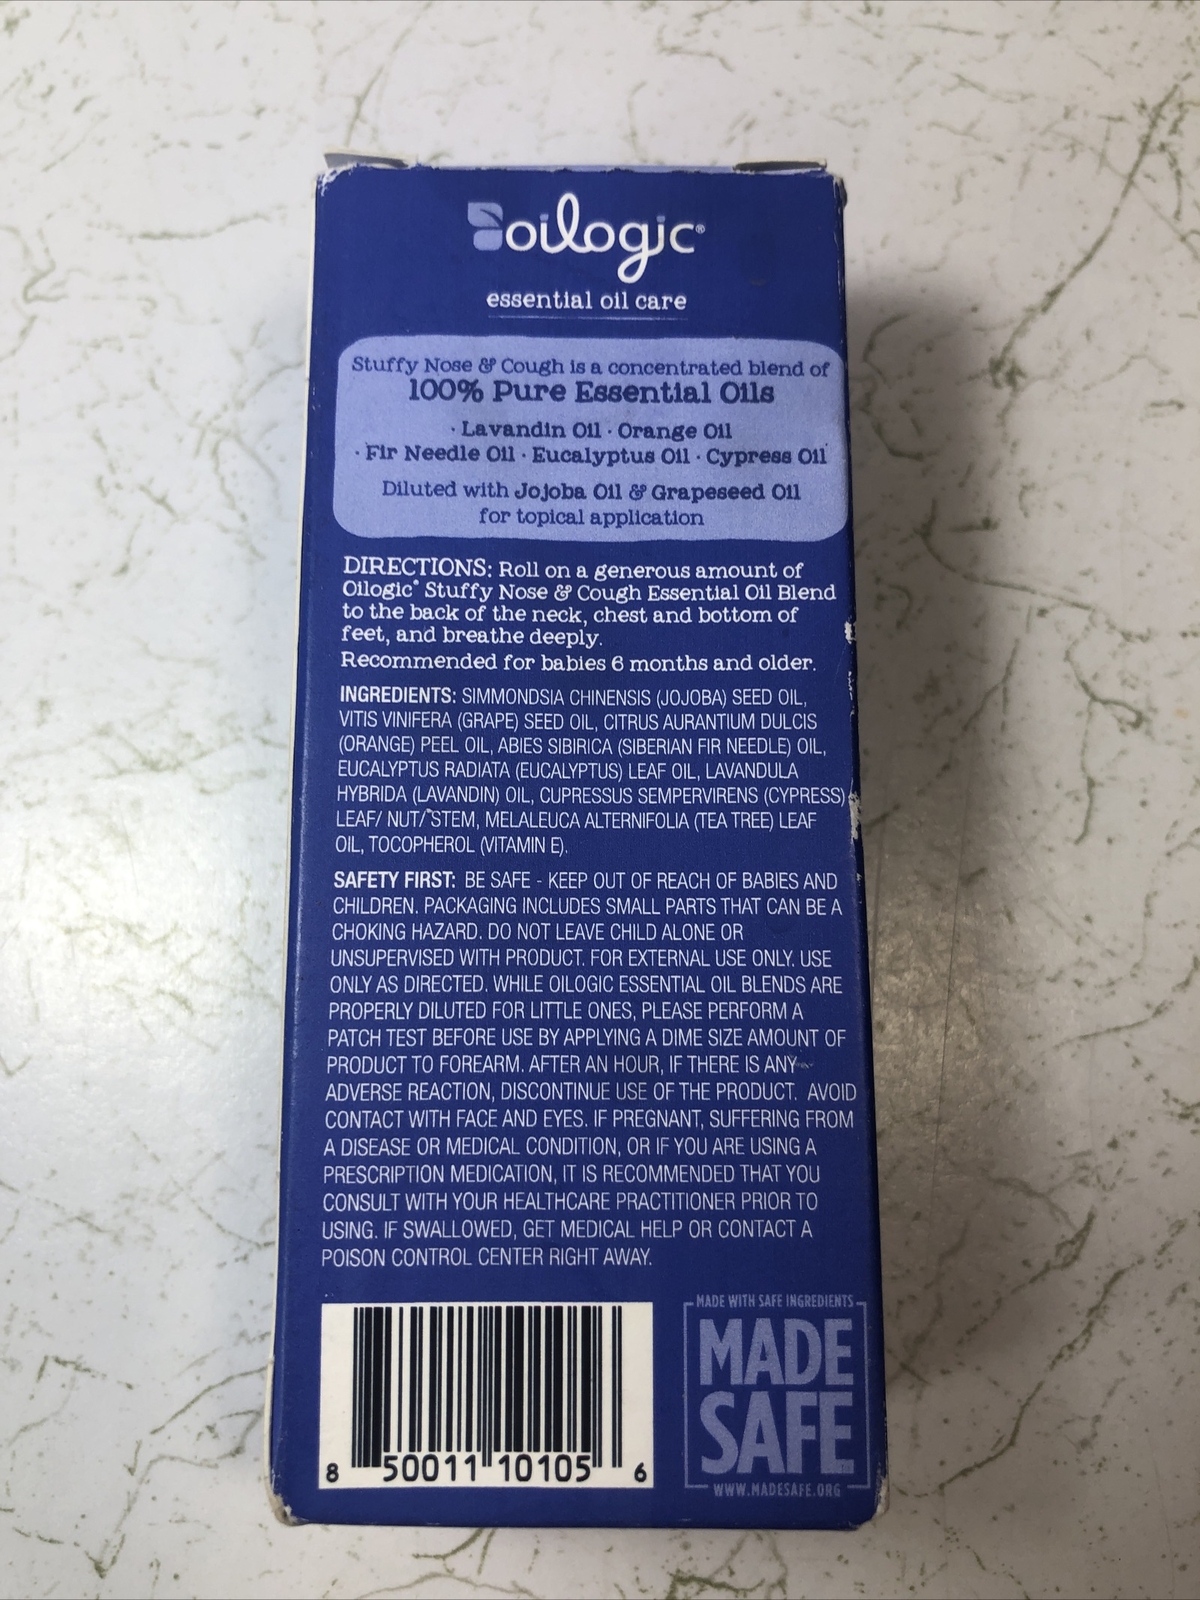 oilogic®
essential oil care
Stuffy Nose & Cough is a concentrated blend of
100% Pure Essential Oils
· Lavandin Oil · Orange Oil
· Fir Needle Oil · Eucalyptus Oil · Cypress Oil
Diluted with Jojoba Oil & Grapeseed Oil
for topical application
DIRECTIONS: Roll on a generous amount of
Oilogic® Stuffy Nose & Cough Essential Oil Blend
to the back of the neck, chest and bottom of
feet, and breathe deeply.
Recommended for babies 6 months and older.
INGREDIENTS: SIMMONDSIA CHINENSIS (JOJOBA) SEED OIL,
VITIS VINIFERA (GRAPE) SEED OIL, CITRUS AURANTIUM DULCIS
(ORANGE) PEEL OIL, ABIES SIBIRICA (SIBERIAN FIR NEEDLE) OIL,
EUCALYPTUS RADIATA (EUCALYPTUS) LEAF OIL, LAVANDULA
HYBRIDA (LAVANDIN) OIL, CUPRESSUS SEMPERVIRENS (CYPRESS)
LEAF/ NUT/ STEM, MELALEUCA ALTERNIFOLIA (TEA TREE) LEAF
OIL, TOCOPHEROL (VITAMIN E).
SAFETY FIRST: BE SAFE - KEEP OUT OF REACH OF BABIES AND
CHILDREN. PACKAGING INCLUDES SMALL PARTS THAT CAN BE A
CHOKING HAZARD. DO NOT LEAVE CHILD ALONE OR
UNSUPERVISED WITH PRODUCT. FOR EXTERNAL USE ONLY. USE
ONLY AS DIRECTED. WHILE OILOGIC ESSENTIAL OIL BLENDS ARE
PROPERLY DILUTED FOR LITTLE ONES, PLEASE PERFORM A
PATCH TEST BEFORE USE BY APPLYING A DIME SIZE AMOUNT OF
PRODUCT TO FOREARM. AFTER AN HOUR, IF THERE IS ANY
ADVERSE REACTION, DISCONTINUE USE OF THE PRODUCT. AVOID
CONTACT WITH FACE AND EYES. IF PREGNANT, SUFFERING FROM
A DISEASE OR MEDICAL CONDITION, OR IF YOU ARE USING A
PRESCRIPTION MEDICATION, IT IS RECOMMENDED THAT YOU
CONSULT WITH YOUR HEALTHCARE PRACTITIONER PRIOR TO
USING. IF SWALLOWED, GET MEDICAL HELP OR CONTACT A
POISON CONTROL CENTER RIGHT AWAY.
8 50011 10105 6
MADE WITH SAFE INGREDIENTS
MADE
SAFE
WWW.MADESAFE.ORG